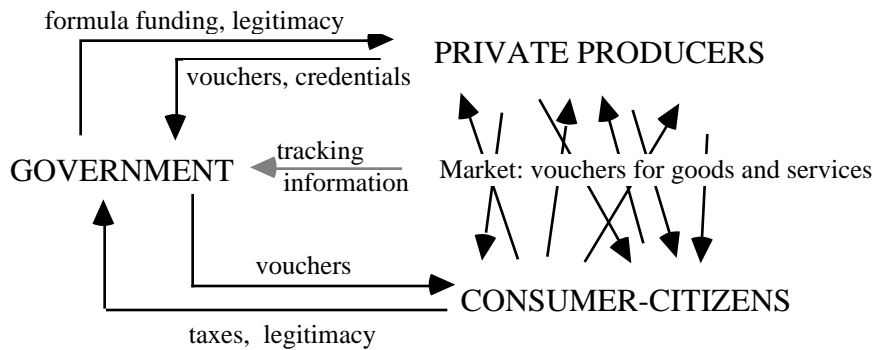 formula funding, legitimacy
PRIVATE PRODUCERS
vouchers, credentials
GOVERNMENT
tracking
information
Market: vouchers for goods and services
vouchers
CONSUMER-CITIZENS
taxes, legitimacy